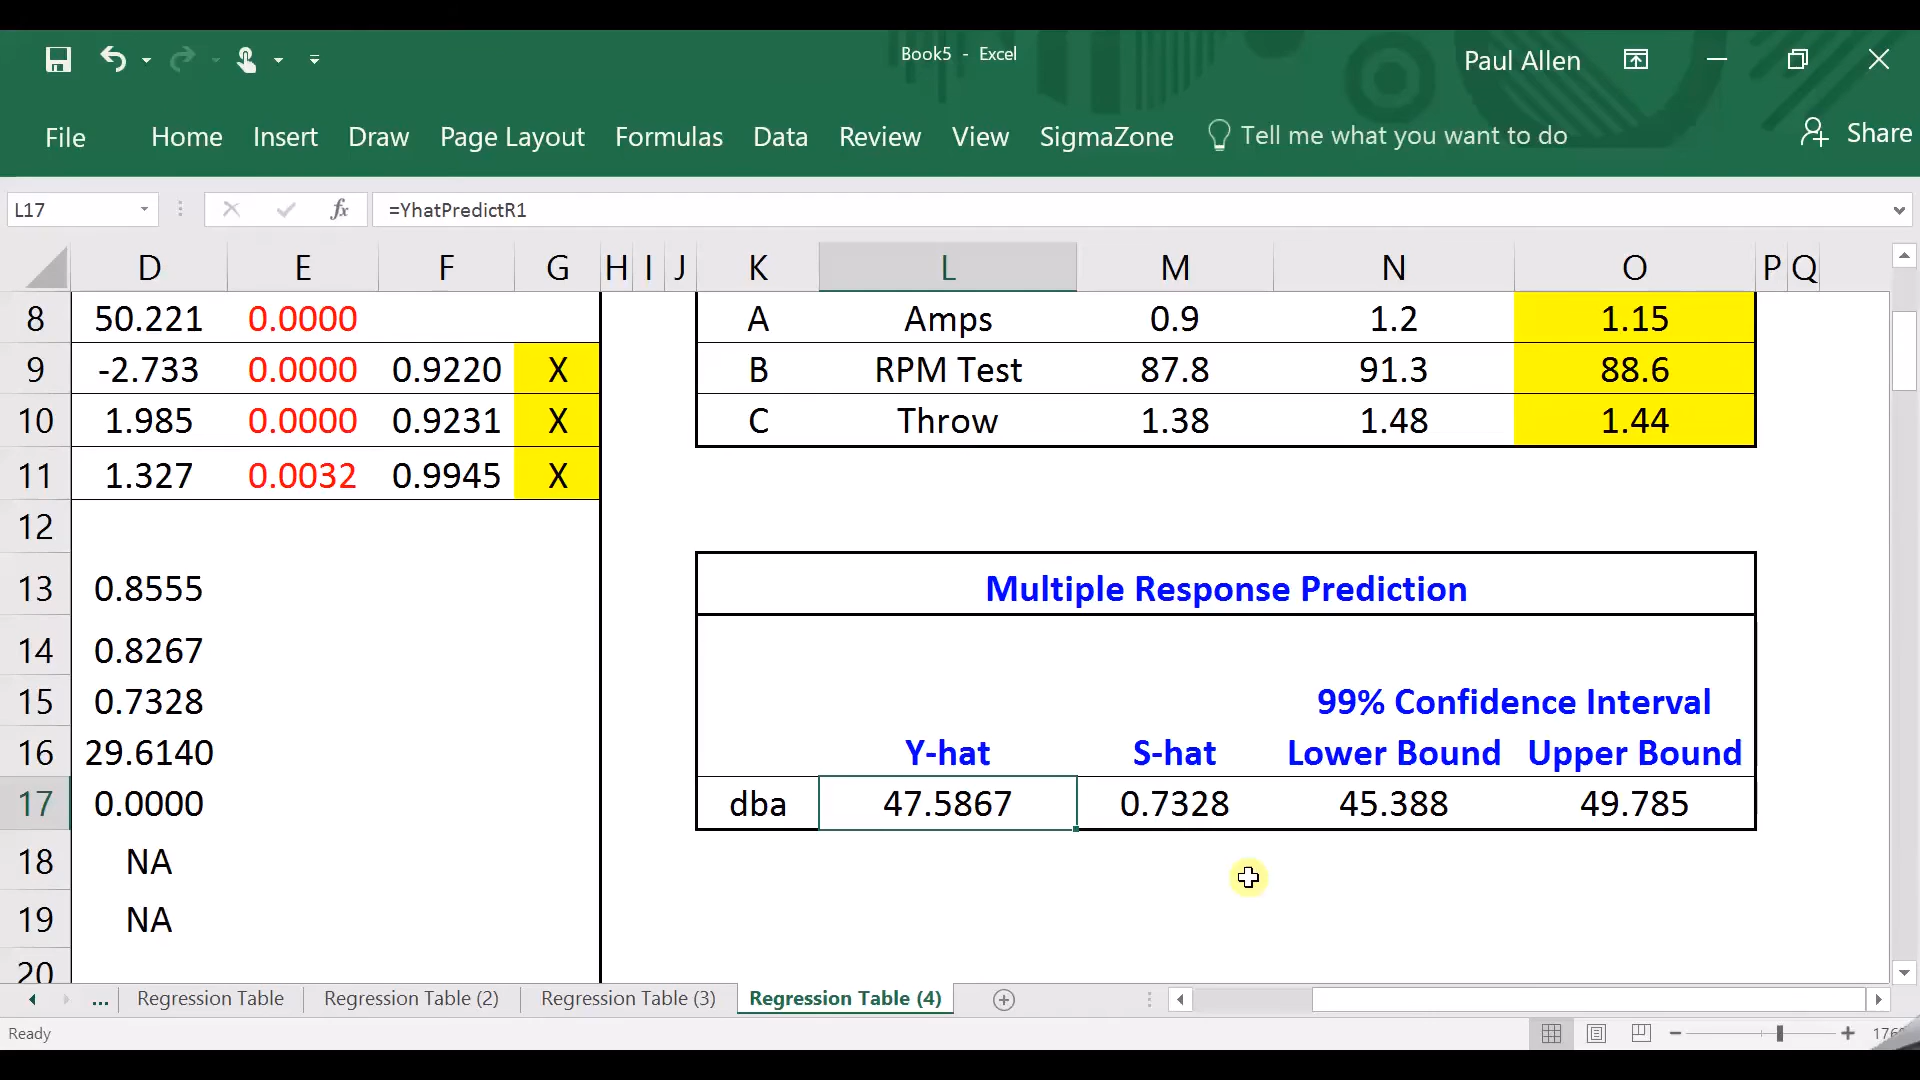 Book5 - Excel
Paul Allen
File Home Insert Draw Page Layout Formulas Data Review View SigmaZone Tell me what you want to do Share
L17 fx =YhatPredictR1
D E F G H I J K L M N O P Q
8 50.221 0.0000 A Amps 0.9 1.2 1.15
9 -2.733 0.0000 0.9220 X B RPM Test 87.8 91.3 88.6
10 1.985 0.0000 0.9231 X C Throw 1.38 1.48 1.44
11 1.327 0.0032 0.9945 X
12
13 0.8555 Multiple Response Prediction
14 0.8267
15 0.7328 99% Confidence Interval
16 29.6140 Y-hat S-hat Lower Bound Upper Bound
17 0.0000 dba 47.5867 0.7328 45.388 49.785
18 NA
19 NA
20
... Regression Table Regression Table (2) Regression Table (3) Regression Table (4)
Ready